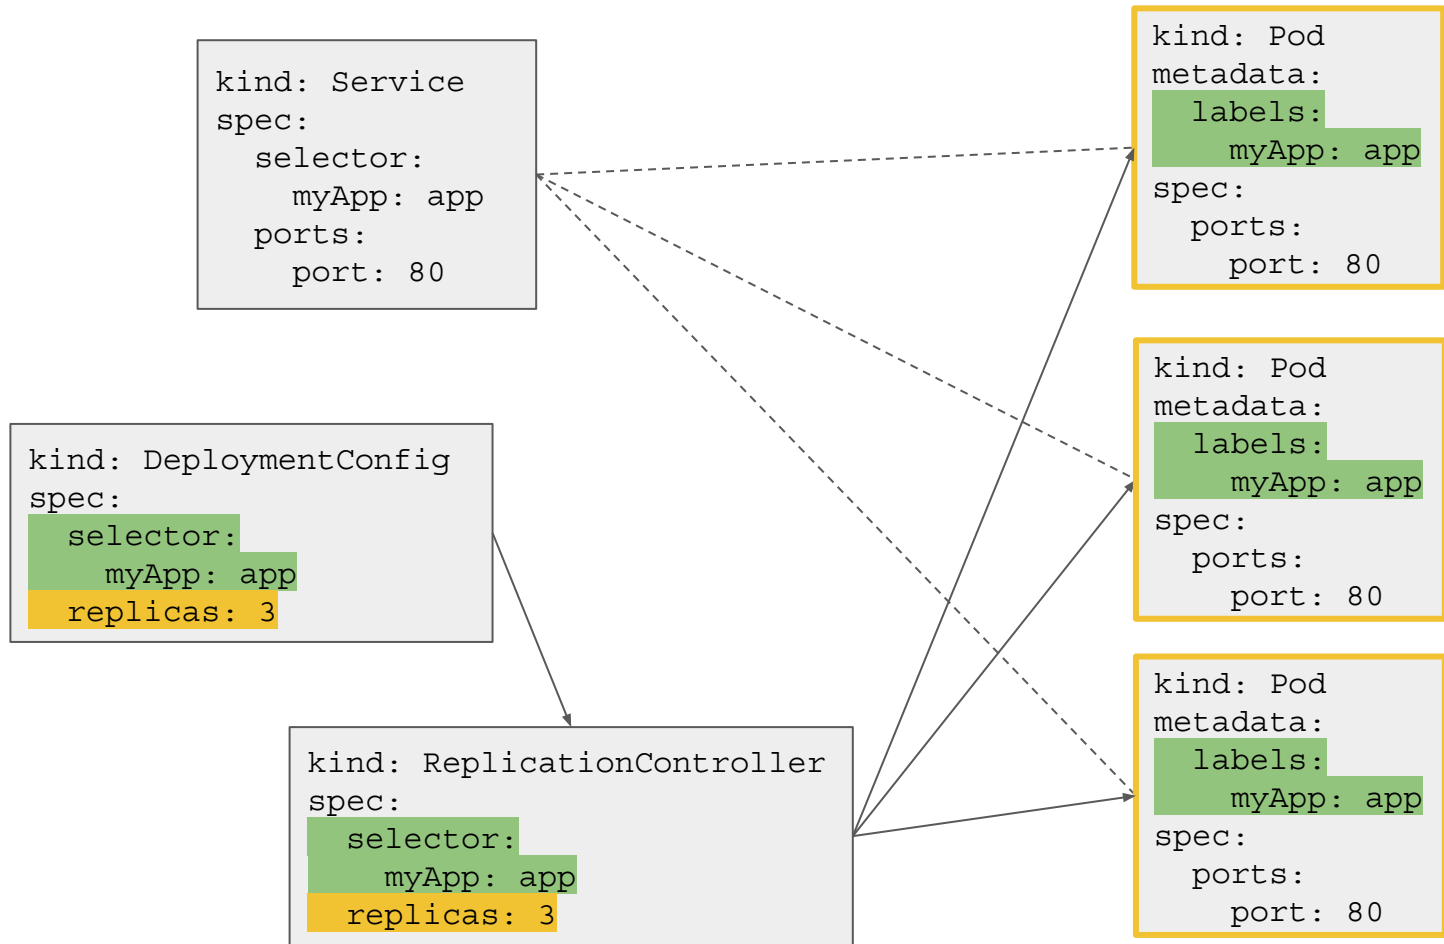 kind: Service
spec:
  selector:
    myApp: app
  ports:
    port: 80
kind: DeploymentConfig
spec:
  selector:
    myApp: app
  replicas: 3
kind: ReplicationController
spec:
  selector:
    myApp: app
  replicas: 3
kind: Pod
metadata:
  labels:
    myApp: app
spec:
  ports:
    port: 80
kind: Pod
metadata:
  labels:
    myApp: app
spec:
  ports:
    port: 80
kind: Pod
metadata:
  labels:
    myApp: app
spec:
  ports:
    port: 80